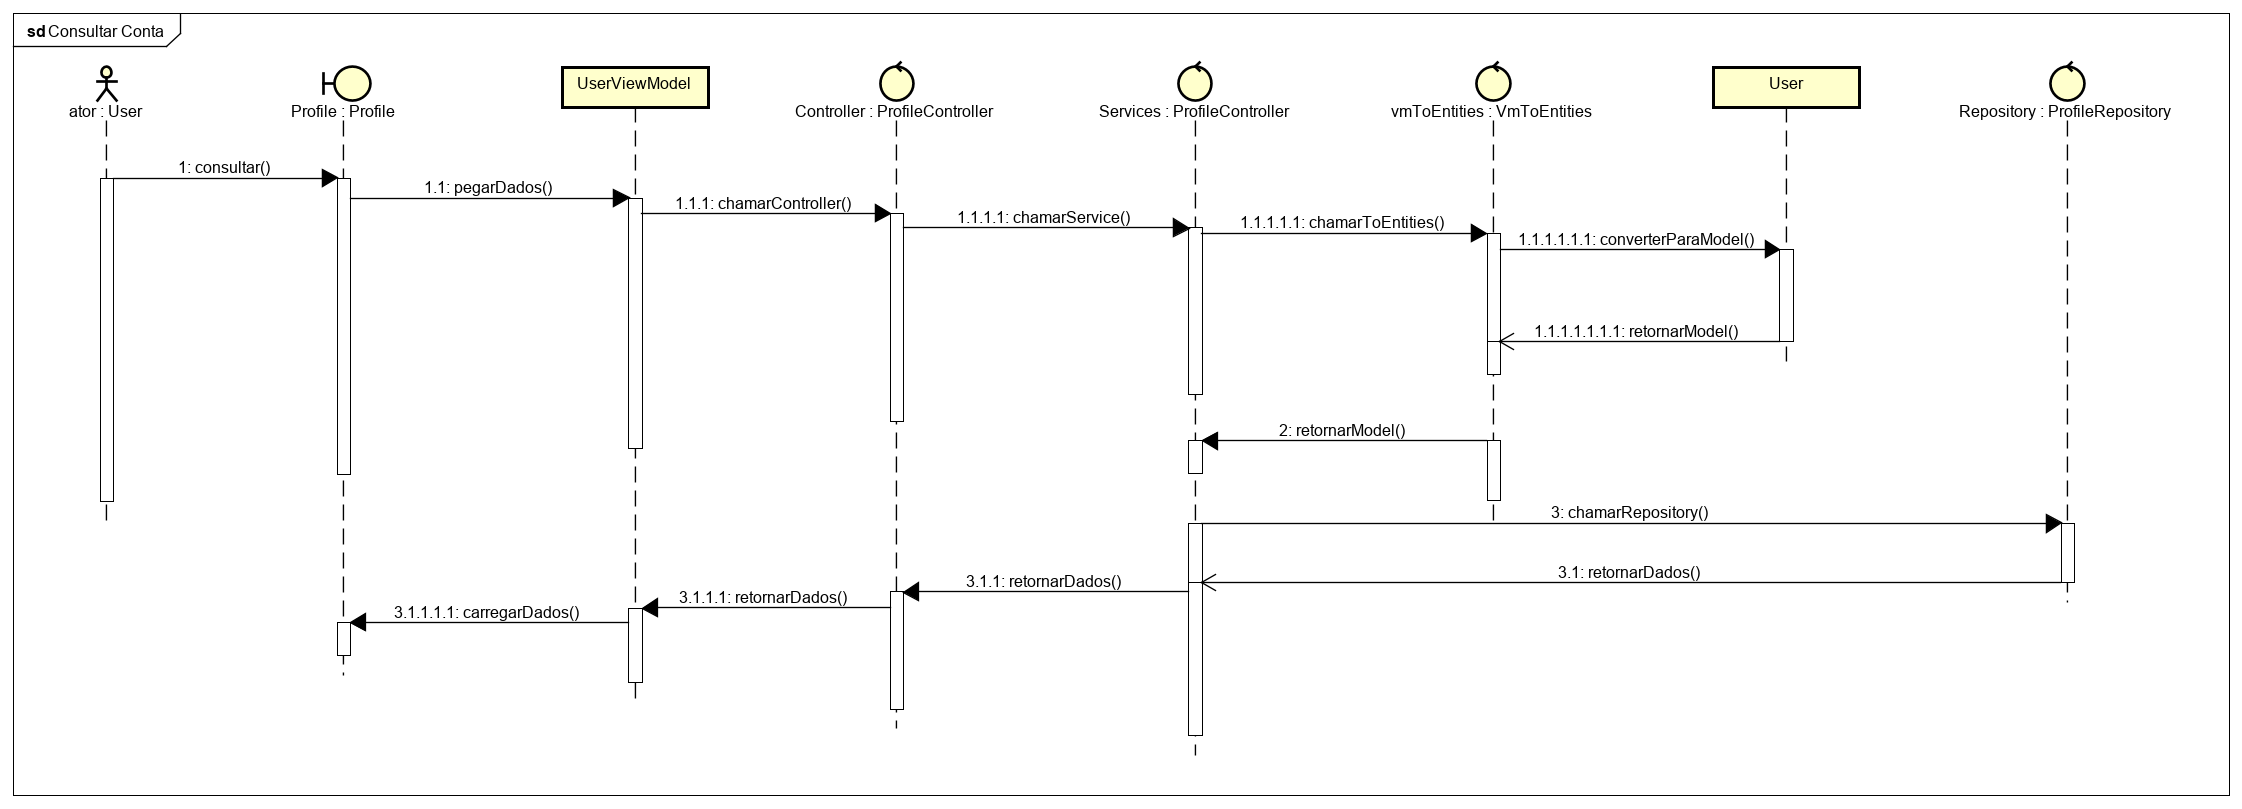 sd Consultar Conta
ator : User
Profile : Profile
UserViewModel
Controller : ProfileController
Services : ProfileController
vmToEntities : VmToEntities
User
Repository : ProfileRepository
1: consultar()
1.1: pegarDados()
1.1.1: chamarController()
1.1.1.1: chamarService()
1.1.1.1.1: chamarToEntities()
1.1.1.1.1.1: converterParaModel()
1.1.1.1.1.1.1: retornarModel()
2: retornarModel()
3: chamarRepository()
3.1: retornarDados()
3.1.1: retornarDados()
3.1.1.1: retornarDados()
3.1.1.1.1: carregarDados()